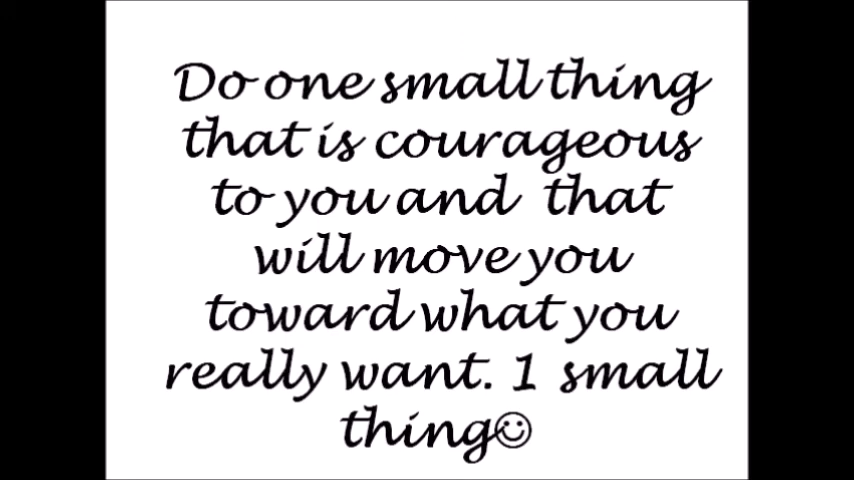 Do one small thing
that is courageous
to you and that
will move you
toward what you
really want. 1 small
thing☺